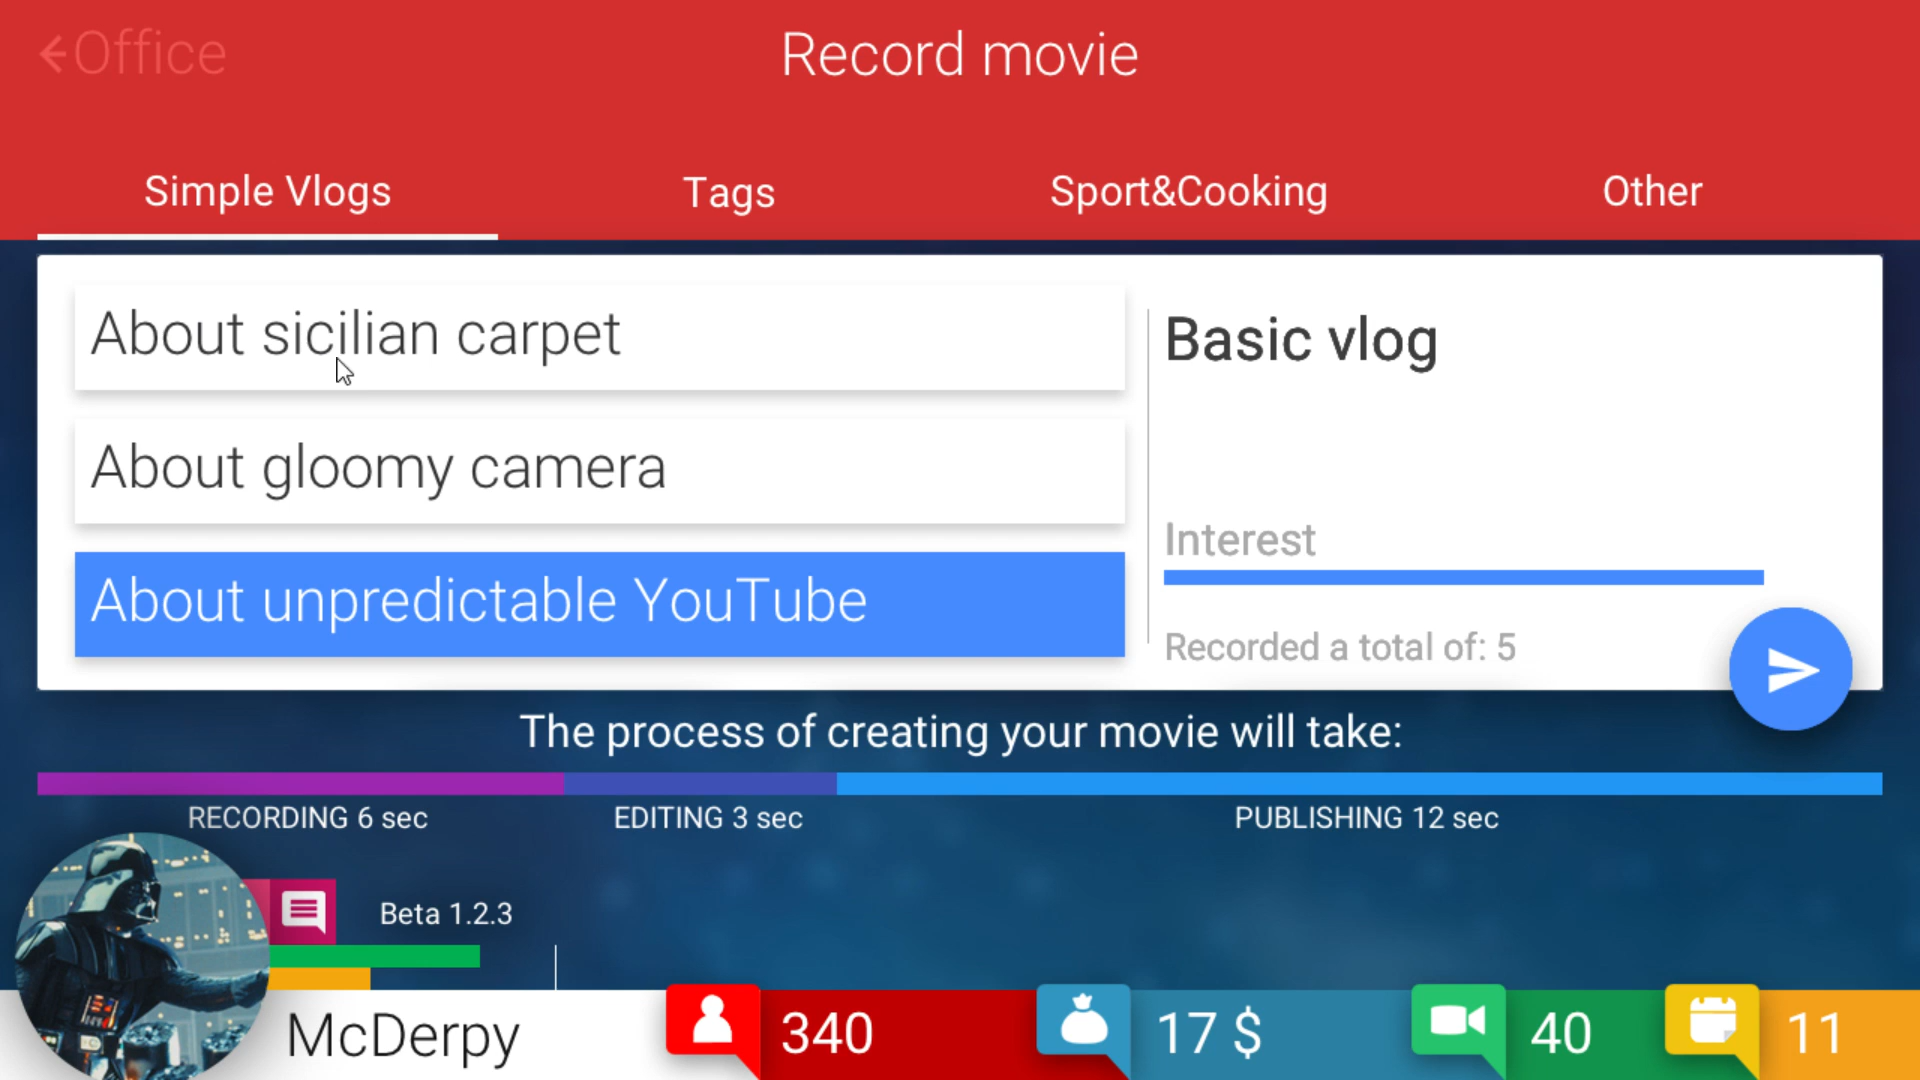 Office
Record movie
Simple Vlogs
Tags
Sport&Cooking
Other
About sicilian carpet
About gloomy camera
About unpredictable YouTube
Basic vlog
Interest
Recorded a total of: 5
The process of creating your movie will take:
RECORDING 6 sec
EDITING 3 sec
PUBLISHING 12 sec
Beta 1.2.3
McDerpy
340
17 $
40
11